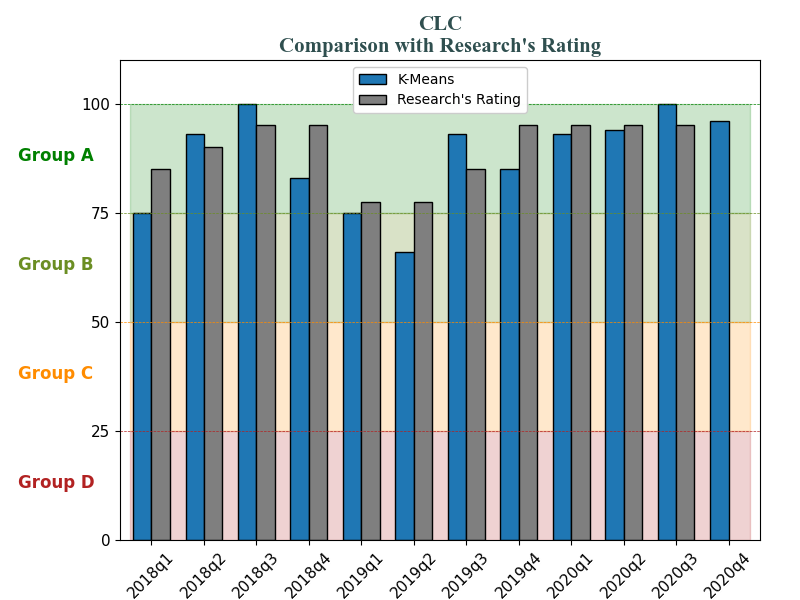 CLC
Comparison with Research's Rating
K-Means
Research's Rating
100
Group A
75
Group B
50
Group C
25
Group D
0
2018q1
2018q2
2018q3
2018q4
2019q1
2019q2
2019q3
2019q4
2020q1
2020q2
2020q3
2020q4